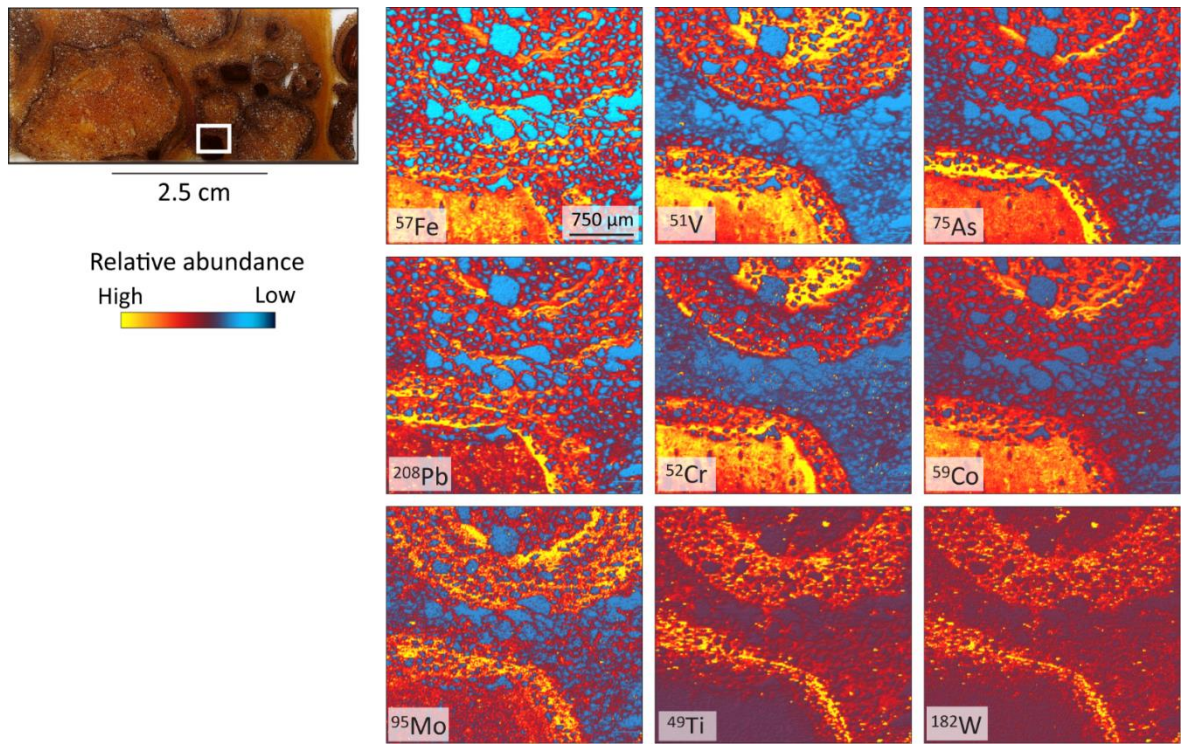 2.5 cm
Relative abundance
High Low
⁵⁷Fe
750 µm
⁵¹V
⁷⁵As
²⁰⁸Pb
⁵²Cr
⁵⁹Co
⁹⁵Mo
⁴⁹Ti
¹⁸²W